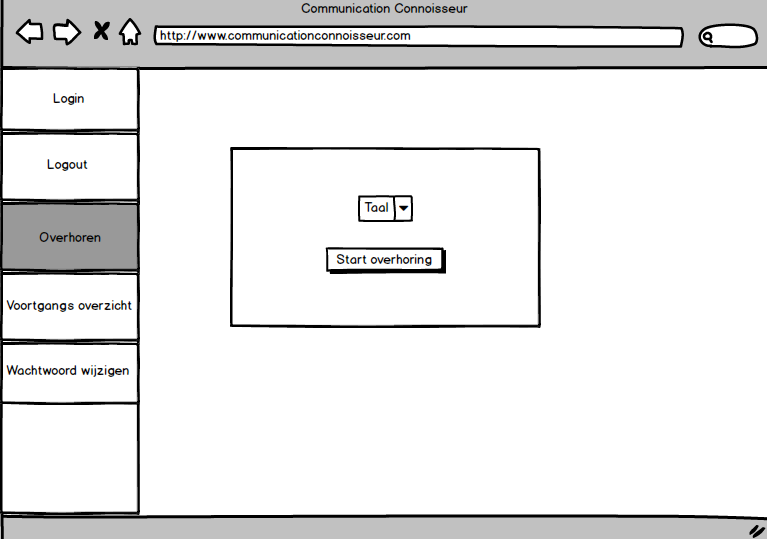 Communication Connoisseur
http://www.communicationconnoisseur.com
Login
Logout
Overhoren
Voortgangs overzicht
Wachtwoord wijzigen
Taal
Start overhoring